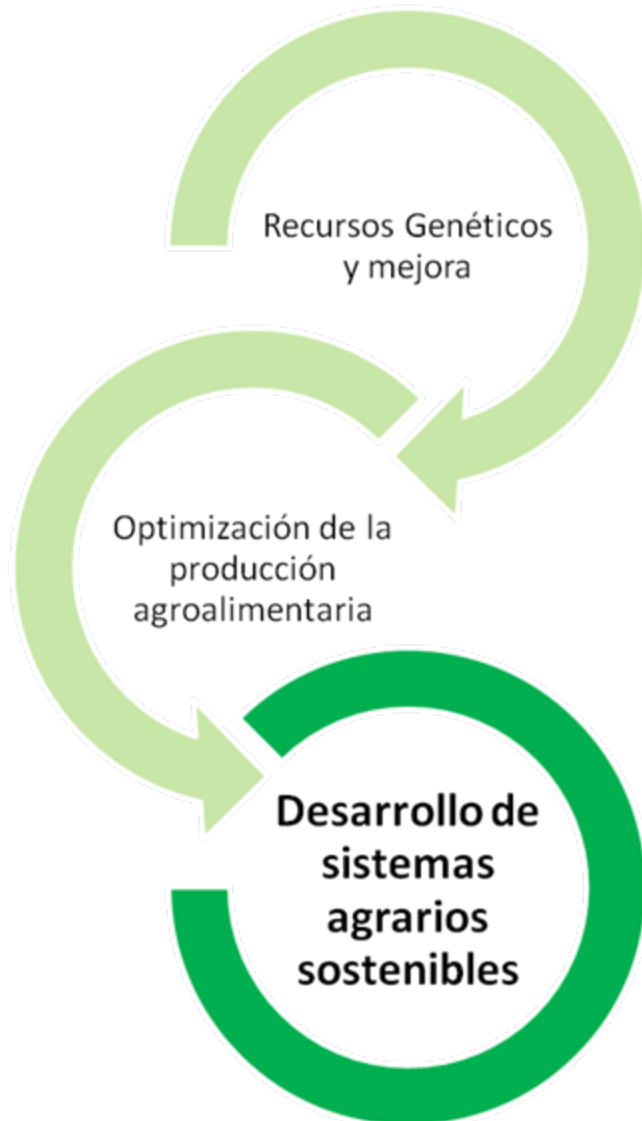 Recursos Genéticos
y mejora
Optimización de la
producción
agroalimentaria
Desarrollo de
sistemas
agrarios
sostenibles